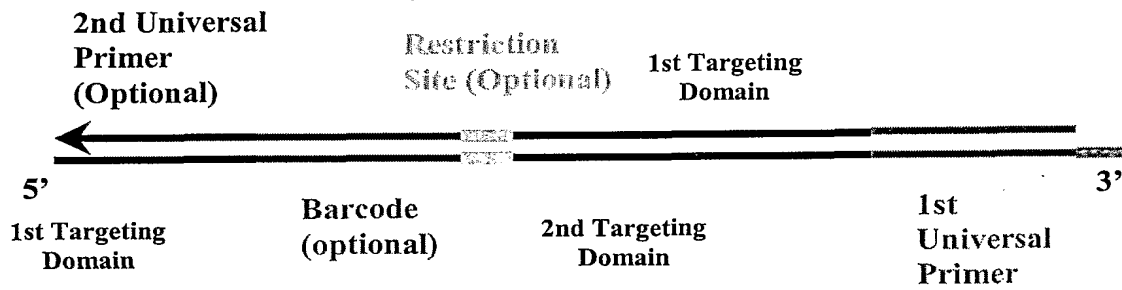 2nd Universal
Primer
(Optional)
Restriction
Site (Optional)
1st Targeting
Domain
5’
3’
1st Targeting
Domain
Barcode
(optional)
2nd Targeting
Domain
1st
Universal
Primer